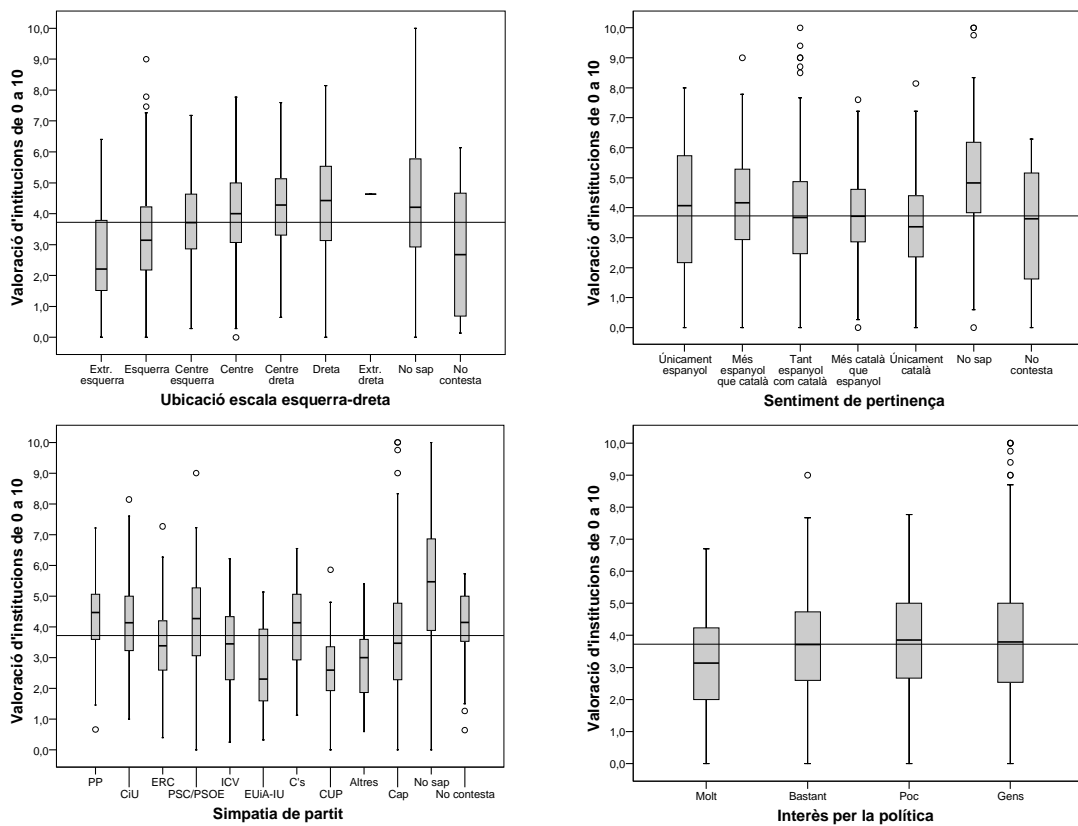 Valoració d'intitucions de 0 a 10
10,0
9,0
8,0
7,0
6,0
5,0
4,0
3,0
2,0
1,0
0,0
Extr. esquerra
Esquerra
Centre esquerra
Centre
Centre dreta
Dreta
Extr. dreta
No sap
No contesta
Ubicació escala esquerra-dreta
Valoració d'institucions de 0 a 10
10,0
9,0
8,0
7,0
6,0
5,0
4,0
3,0
2,0
1,0
0,0
Únicament espanyol
Més espanyol que català
Tant espanyol com català
Més català que espanyol
Únicament català
No sap
No contesta
Sentiment de pertinença
Valoració d'institucions de 0 a 10
10,0
9,0
8,0
7,0
6,0
5,0
4,0
3,0
2,0
1,0
0,0
PP
CiU
ERC
PSC/PSOE
ICV
EUiA-IU
C's
CUP
Altres
Cap
No sap
No contesta
Simpatia de partit
Valoració d'institucions de 0 a 10
10,0
9,0
8,0
7,0
6,0
5,0
4,0
3,0
2,0
1,0
0,0
Molt
Bastant
Poc
Gens
Interès per la política